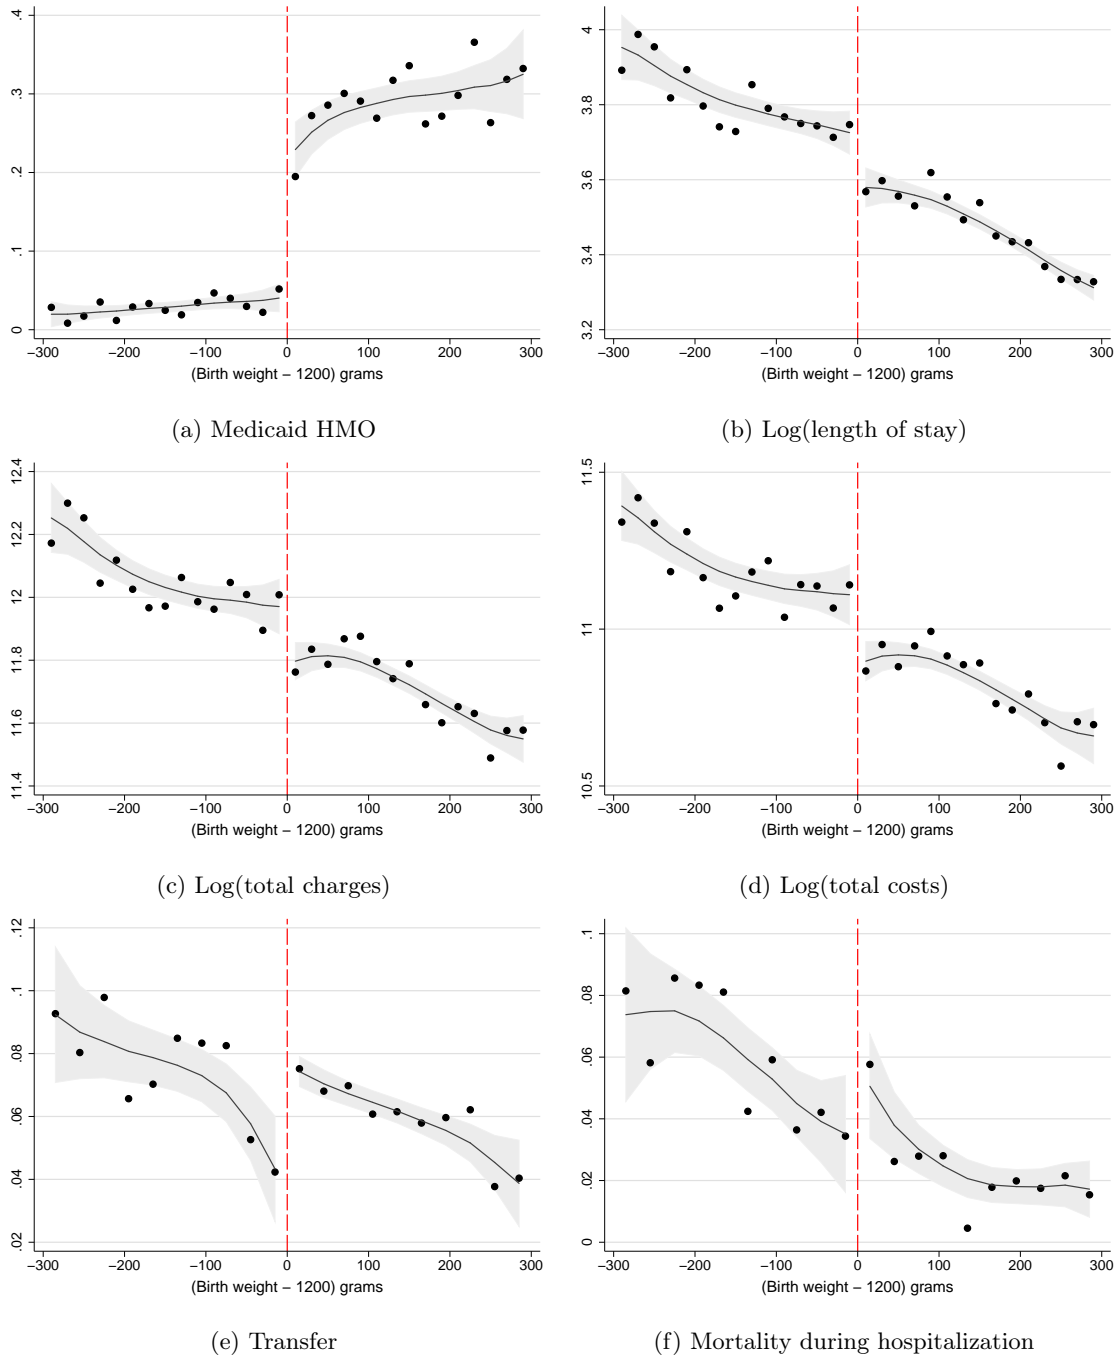 .4
.3
.2
.1
0
−300 −200 −100 0 100 200 300
(Birth weight − 1200) grams
(a) Medicaid HMO
4
3.8
3.6
3.4
3.2
−300 −200 −100 0 100 200 300
(Birth weight − 1200) grams
(b) Log(length of stay)
12.4
12.2
12
11.8
11.6
11.4
−300 −200 −100 0 100 200 300
(Birth weight − 1200) grams
(c) Log(total charges)
11.5
11
10.5
−300 −200 −100 0 100 200 300
(Birth weight − 1200) grams
(d) Log(total costs)
.12
.1
.08
.06
.04
.02
−300 −200 −100 0 100 200 300
(Birth weight − 1200) grams
(e) Transfer
.1
.08
.06
.04
.02
0
−300 −200 −100 0 100 200 300
(Birth weight − 1200) grams
(f) Mortality during hospitalization